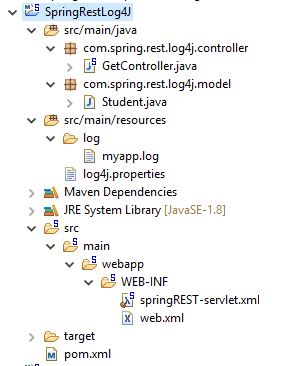 SpringRestLog4J
src/main/java
com.spring.rest.log4j.controller
GetController.java
com.spring.rest.log4j.model
Student.java
src/main/resources
log
myapp.log
log4j.properties
Maven Dependencies
JRE System Library [JavaSE-1.8]
src
main
webapp
WEB-INF
springREST-servlet.xml
web.xml
target
pom.xml